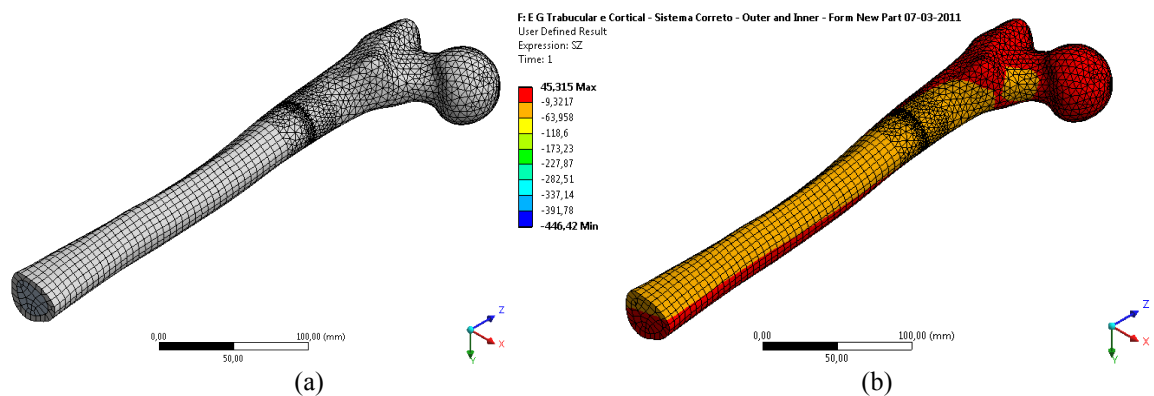 F: E G Trabucular e Cortical - Sistema Correto - Outer and Inner - Form New Part 07-03-2011
User Defined Result
Expression: SZ
Time: 1
45,315 Max
-9,3217
-63,958
-118,6
-173,23
-227,87
-282,51
-337,14
-391,78
-446,42 Min
0,00
100,00 (mm)
50,00
Z
X
Y
(a)
0,00
100,00 (mm)
50,00
Z
X
Y
(b)